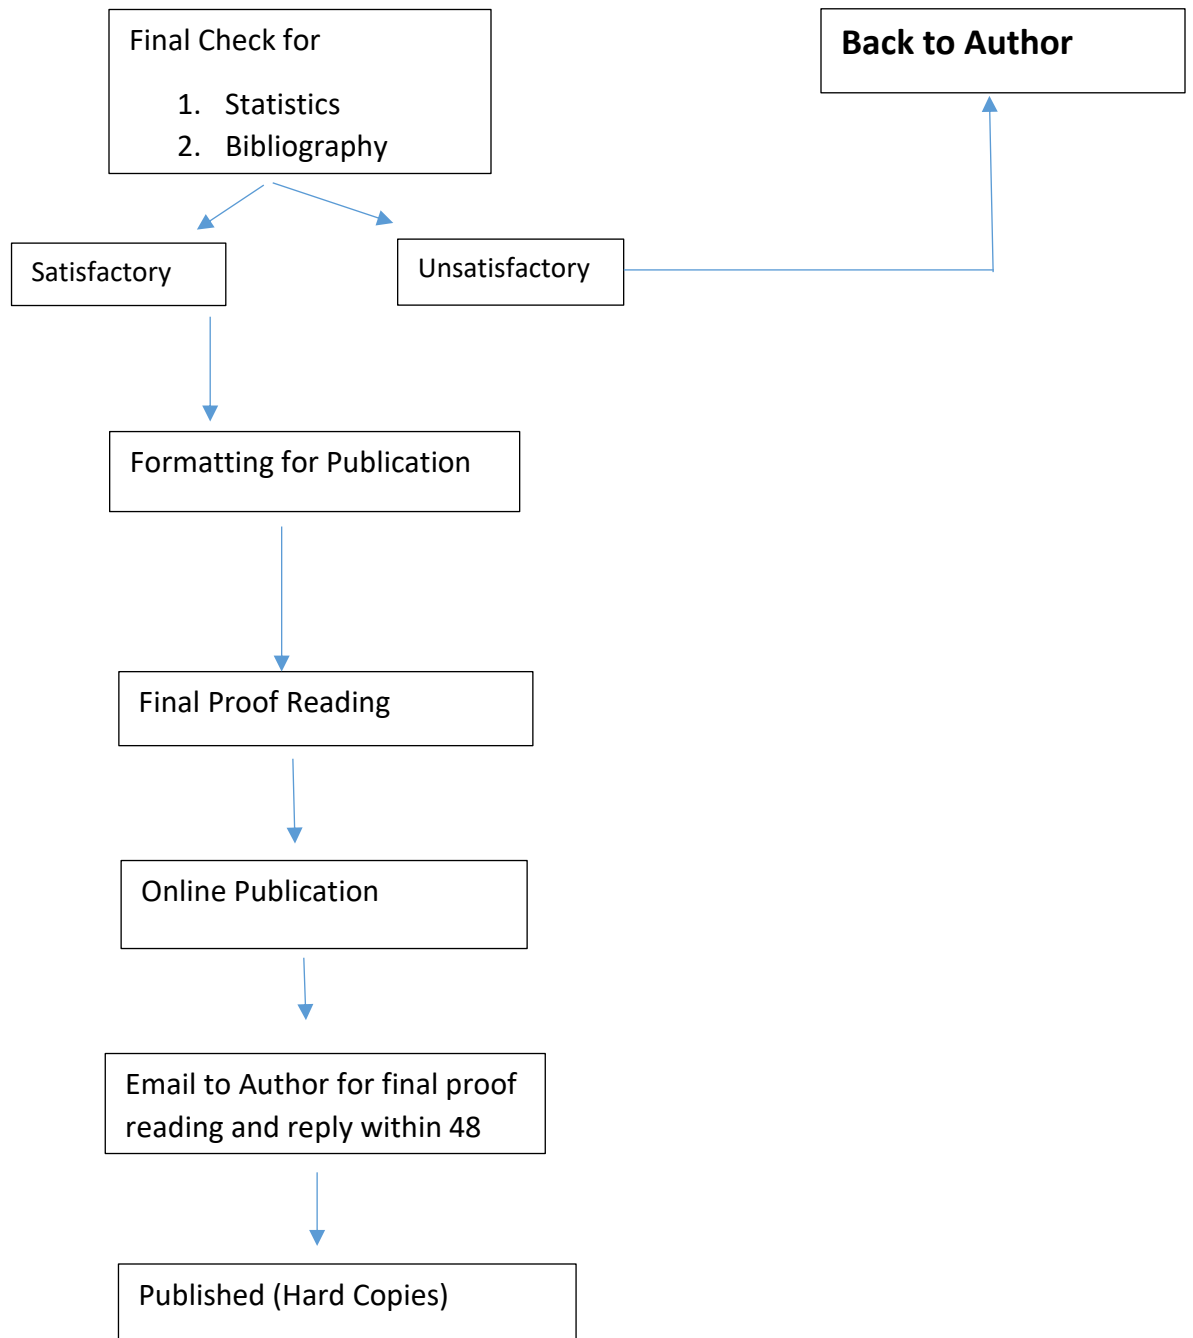 Final Check for
1. Statistics
2. Bibliography
Back to Author
Satisfactory
Unsatisfactory
Formatting for Publication
Final Proof Reading
Online Publication
Email to Author for final proof
reading and reply within 48
Published (Hard Copies)